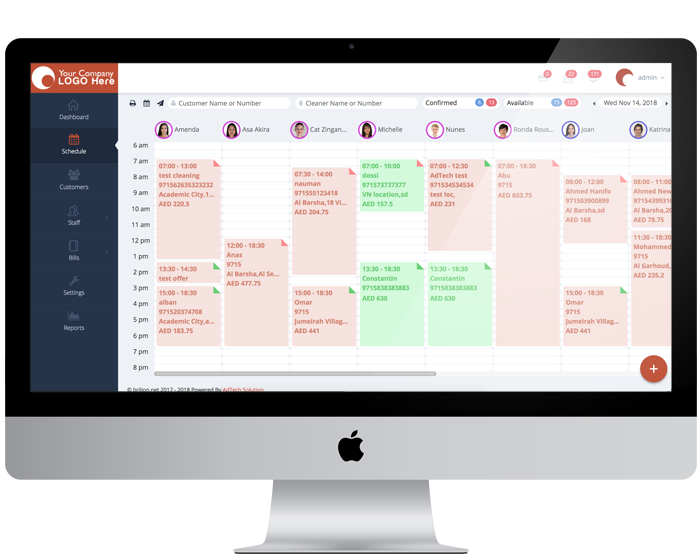 Your Company
LOGO Here
0
22
171
admin
Customer Name or Number
Cleaner Name or Number
Confirmed
6
13
Available
73
129
Wed Nov 14, 2018
Dashboard
Schedule
Customers
Staff
Bills
Settings
Reports
Amenda
Asa Akira
Cat Zingan...
Michelle
Nunes
Ronda Rous...
Joan
Katrina
6 am
7 am
8 am
9 am
10 am
11 am
12 pm
1 pm
2 pm
3 pm
4 pm
5 pm
6 pm
7 pm
8 pm
07:00 - 13:00
test cleaning
971562635323232
Academic City,1...
AED 220.5
13:30 - 14:30
test offer
15:00 - 18:30
alban
971520374708
Academic City,a...
AED 183.75
12:00 - 18:30
Anas
9715
Al Barsha,Al Se...
AED 477.75
07:30 - 14:00
nauman
971555123418
Al Barsha,18 Vi...
AED 204.75
15:00 - 18:30
Omar
9715
Jumeirah Villag...
AED 441
07:00 - 10:00
dossi
971573737377
VN location,sd
AED 157.5
13:30 - 18:30
Constantin
9715838383883
AED 630
07:00 - 12:30
AdTech test
971534534534
test loc,
AED 231
13:30 - 18:30
Constantin
9715838383883
AED 630
07:00 - 18:30
Abu
9715
AED 603.75
08:00 - 12:00
Ahmed Hanifo
971503900899
Al Barsha,sd
AED 168
15:00 - 18:30
Omar
9715
Jumeirah Villag...
AED 441
08:00 - 11:00
Ahmed New
97154399310
Al Barsha,20
AED 78.75
11:30 - 18:30
Mohammed
9715
Al Garhoud,
AED 235.2
+
© brilion.net 2017 - 2018 Powered By AdTech Solution